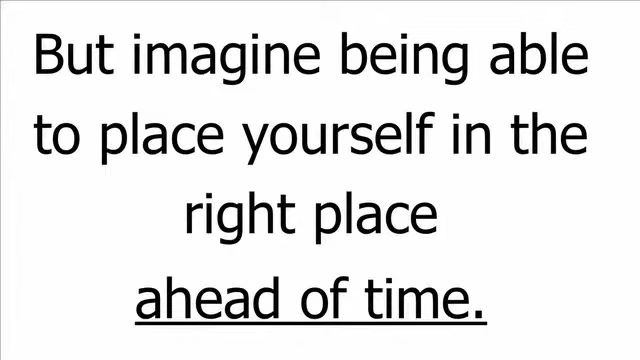 But imagine being able
to place yourself in the
right place
ahead of time.